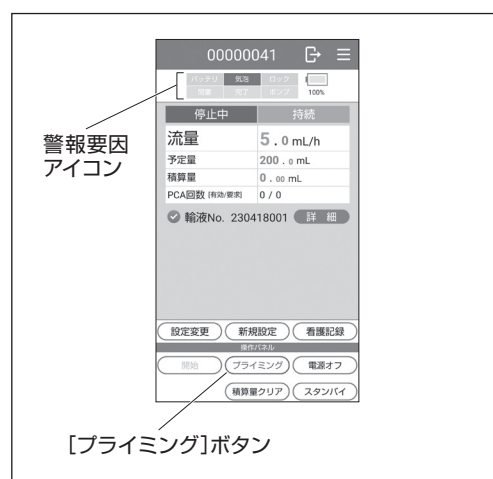 00000041
バッテリ 気泡 ロック
閉塞 完了 ポンプ 100%
停止中 持続
警報要因
アイコン
流量 5.0 mL/h
予定量 200.0 mL
積算量 0.00 mL
PCA回数 [有効/要求] 0 / 0
輸液No. 230418001 詳細
設定変更 新規設定 看護記録
操作パネル
開始 プライミング 電源オフ
積算量クリア スタンバイ
[プライミング]ボタン